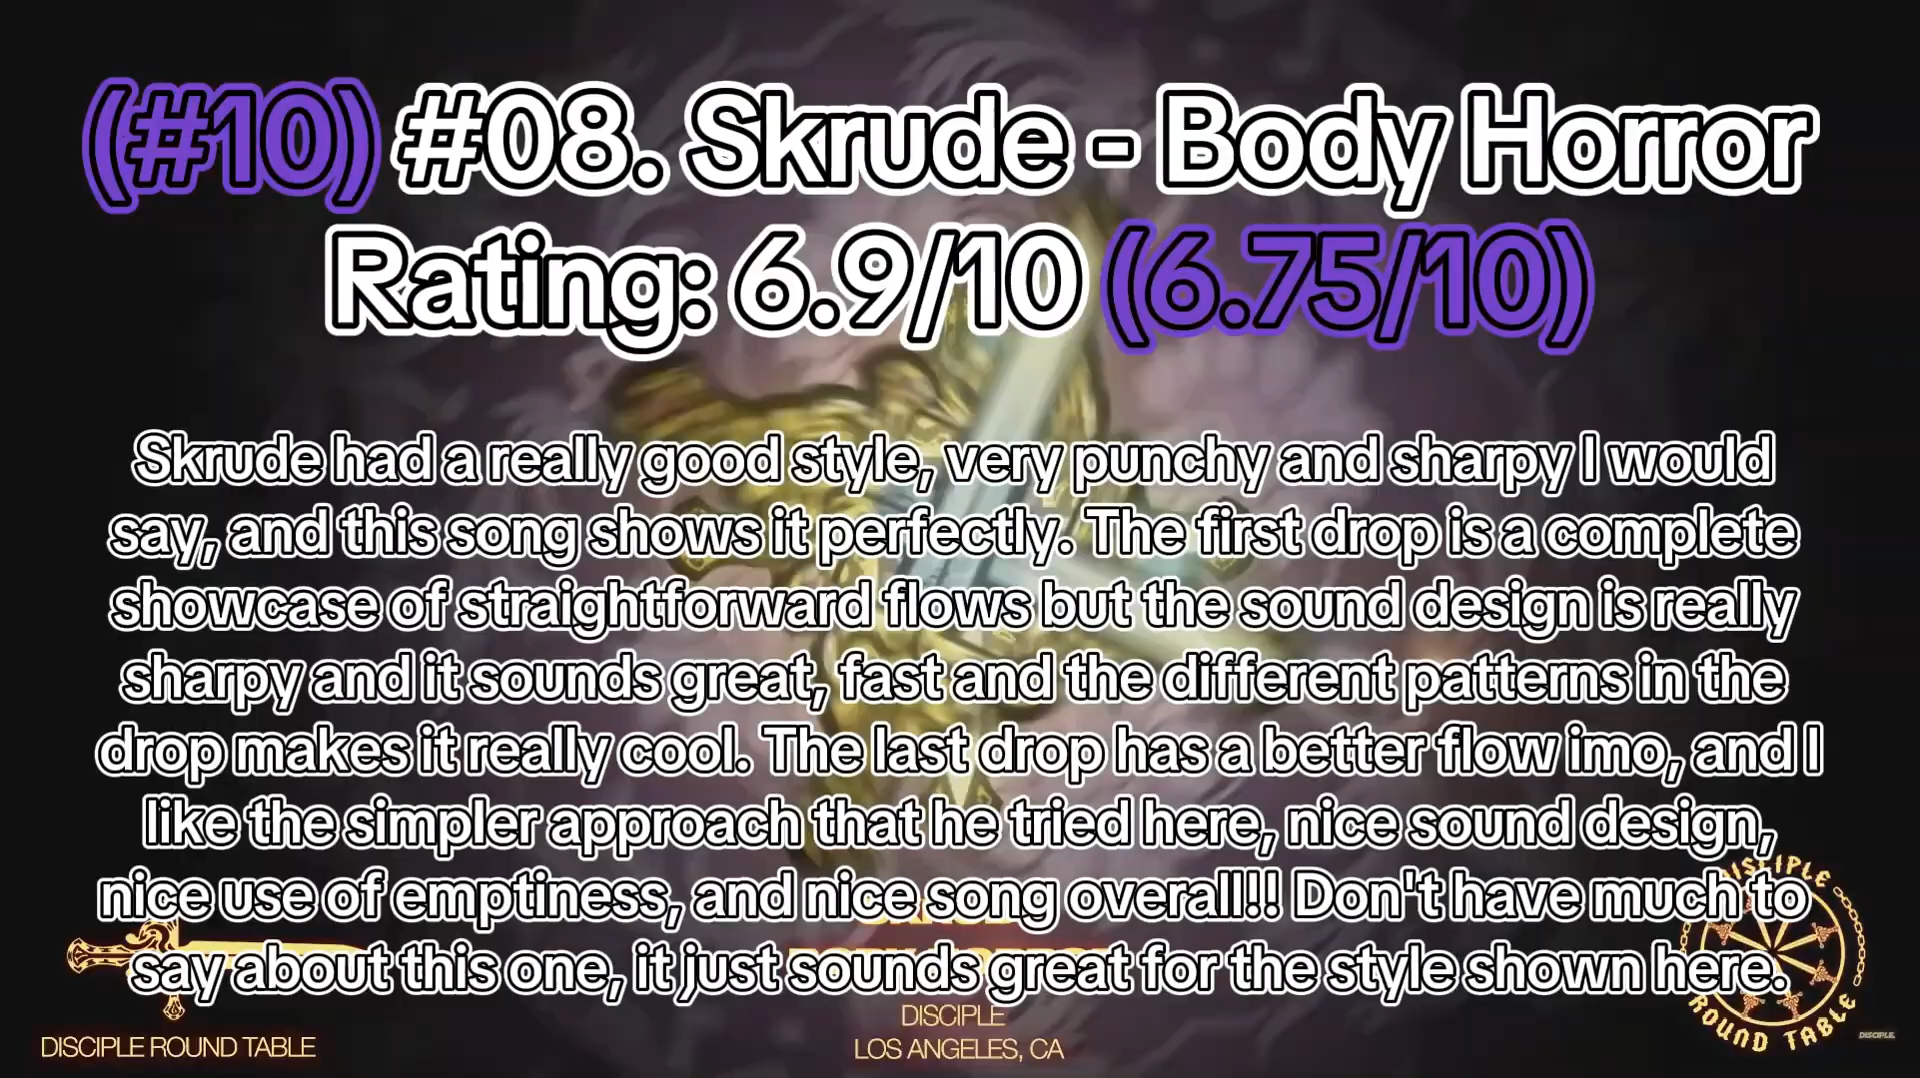 (#10) #08. Skrude - Body Horror
Rating: 6.9/10 (6.75/10)
Skrude had a really good style, very punchy and sharpy I would
say, and this song shows it perfectly. The first drop is a complete
showcase of straightforward flows but the sound design is really
sharpy and it sounds great, fast and the different patterns in the
drop makes it really cool. The last drop has a better flow imo, and I
like the simpler approach that he tried here, nice sound design,
nice use of emptiness, and nice song overall!! Don't have much to
say about this one, it just sounds great for the style shown here.
DISCIPLE
ROUND TABLE
DISCIPLE ROUND TABLE
DISCIPLE
LOS ANGELES, CA
DISCIPLE.